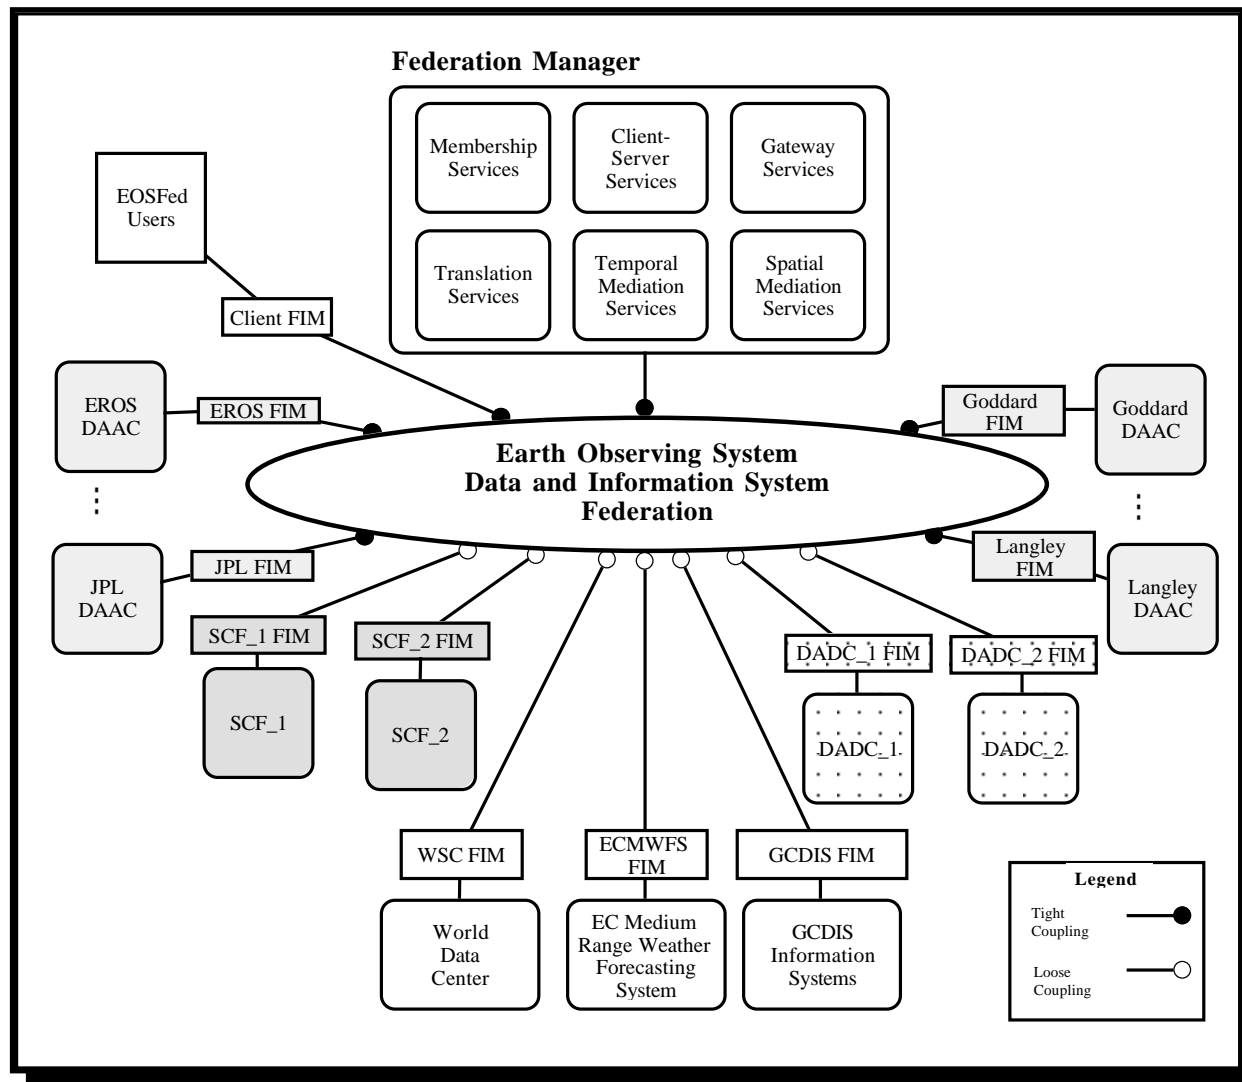 Federation Manager
Membership
Services
Client-
Server
Services
Gateway
Services
Translation
Services
Temporal
Mediation
Services
Spatial
Mediation
Services
EOSFed
Users
Client FIM
EROS
DAAC
EROS FIM
Goddard
FIM
Goddard
DAAC
Earth Observing System
Data and Information System
Federation
JPL
DAAC
JPL FIM
Langley
FIM
Langley
DAAC
SCF_1 FIM
SCF_1
SCF_2 FIM
SCF_2
DADC_1 FIM
DADC_1
DADC_2 FIM
DADC_2
WSC FIM
World
Data
Center
ECMWFS
FIM
EC Medium
Range Weather
Forecasting
System
GCDIS FIM
GCDIS
Information
Systems
Legend
Tight
Coupling
Loose
Coupling